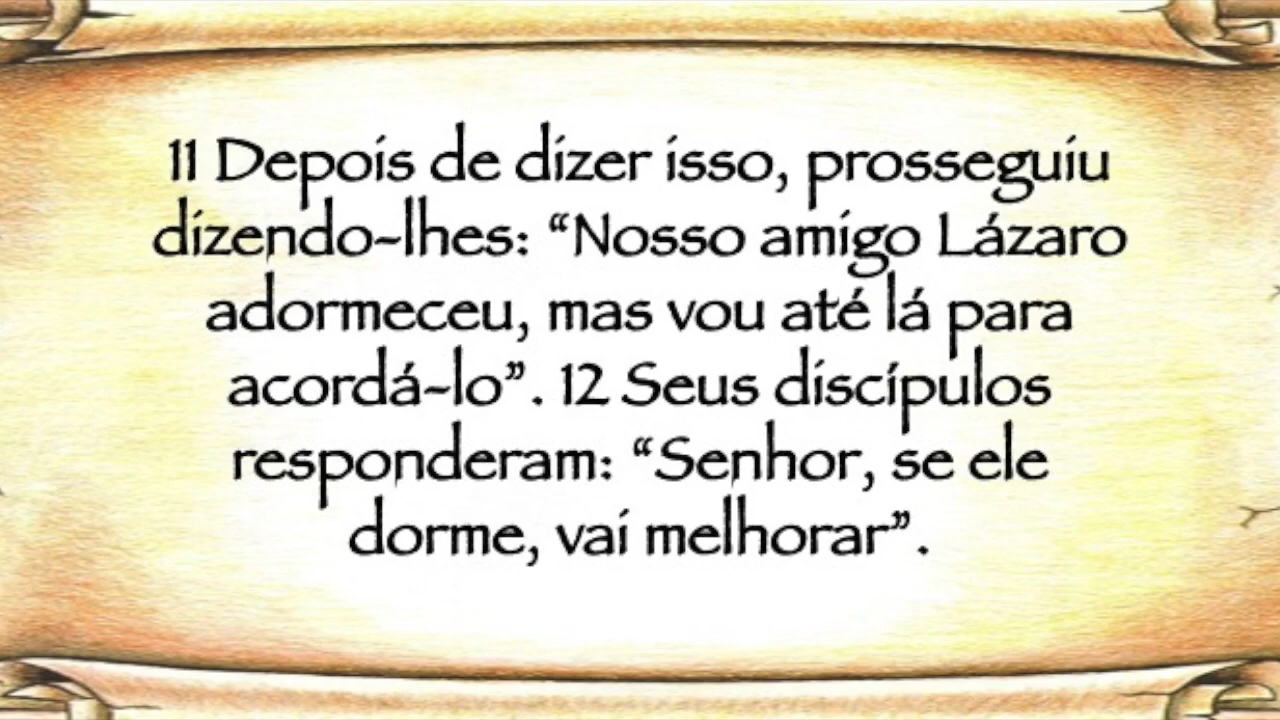 11 Depois de dizer isso, prosseguiu
dizendo-lhes: “Nosso amigo Lázaro
adormeceu, mas vou até lá para
acordá-lo”. 12 Seus discípulos
responderam: “Senhor, se ele
dorme, vai melhorar”.